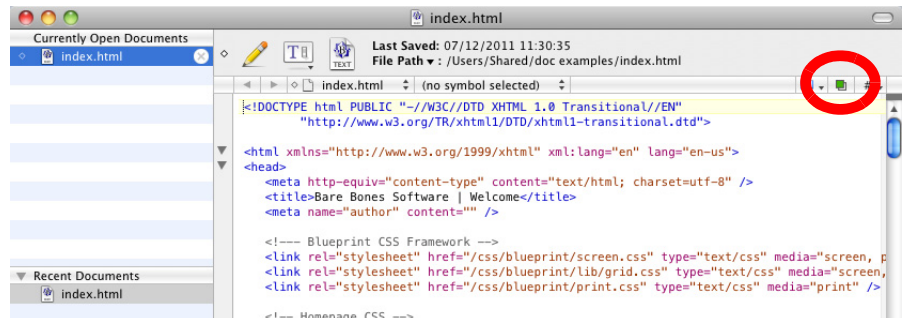 index.html
Currently Open Documents
index.html
TEXT
Last Saved: 07/12/2011 11:30:35
File Path ▾ : /Users/Shared/doc examples/index.html
index.html (no symbol selected)
#
<!DOCTYPE html PUBLIC "-//W3C//DTD XHTML 1.0 Transitional//EN"
"http://www.w3.org/TR/xhtml1/DTD/xhtml1-transitional.dtd">
<html xmlns="http://www.w3.org/1999/xhtml" xml:lang="en" lang="en-us">
<head>
<meta http-equiv="content-type" content="text/html; charset=utf-8" />
<title>Bare Bones Software | Welcome</title>
<meta name="author" content="" />
<!--- Blueprint CSS Framework -->
<link rel="stylesheet" href="/css/blueprint/screen.css" type="text/css" media="screen, p
<link rel="stylesheet" href="/css/blueprint/lib/grid.css" type="text/css" media="screen,
<link rel="stylesheet" href="/css/blueprint/print.css" type="text/css" media="print" />
<!-- Homepage CSS -->
Recent Documents
index.html